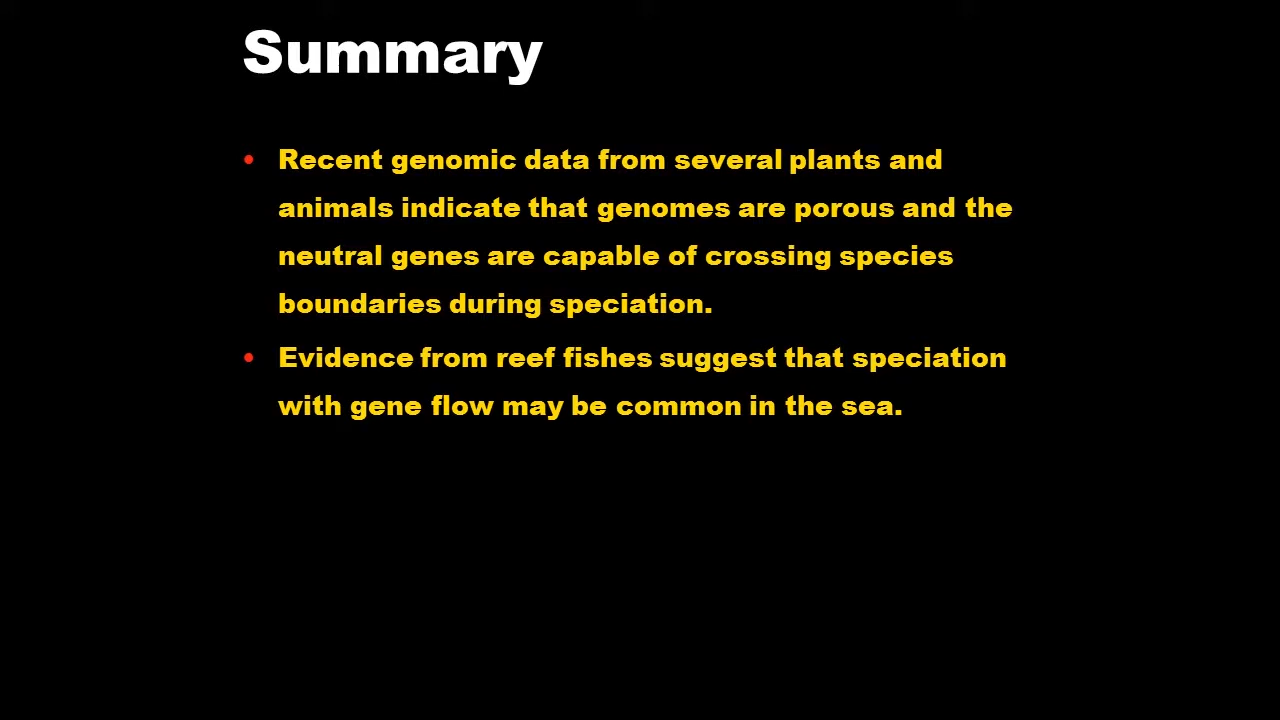 Summary
• Recent genomic data from several plants and
animals indicate that genomes are porous and the
neutral genes are capable of crossing species
boundaries during speciation.
• Evidence from reef fishes suggest that speciation
with gene flow may be common in the sea.